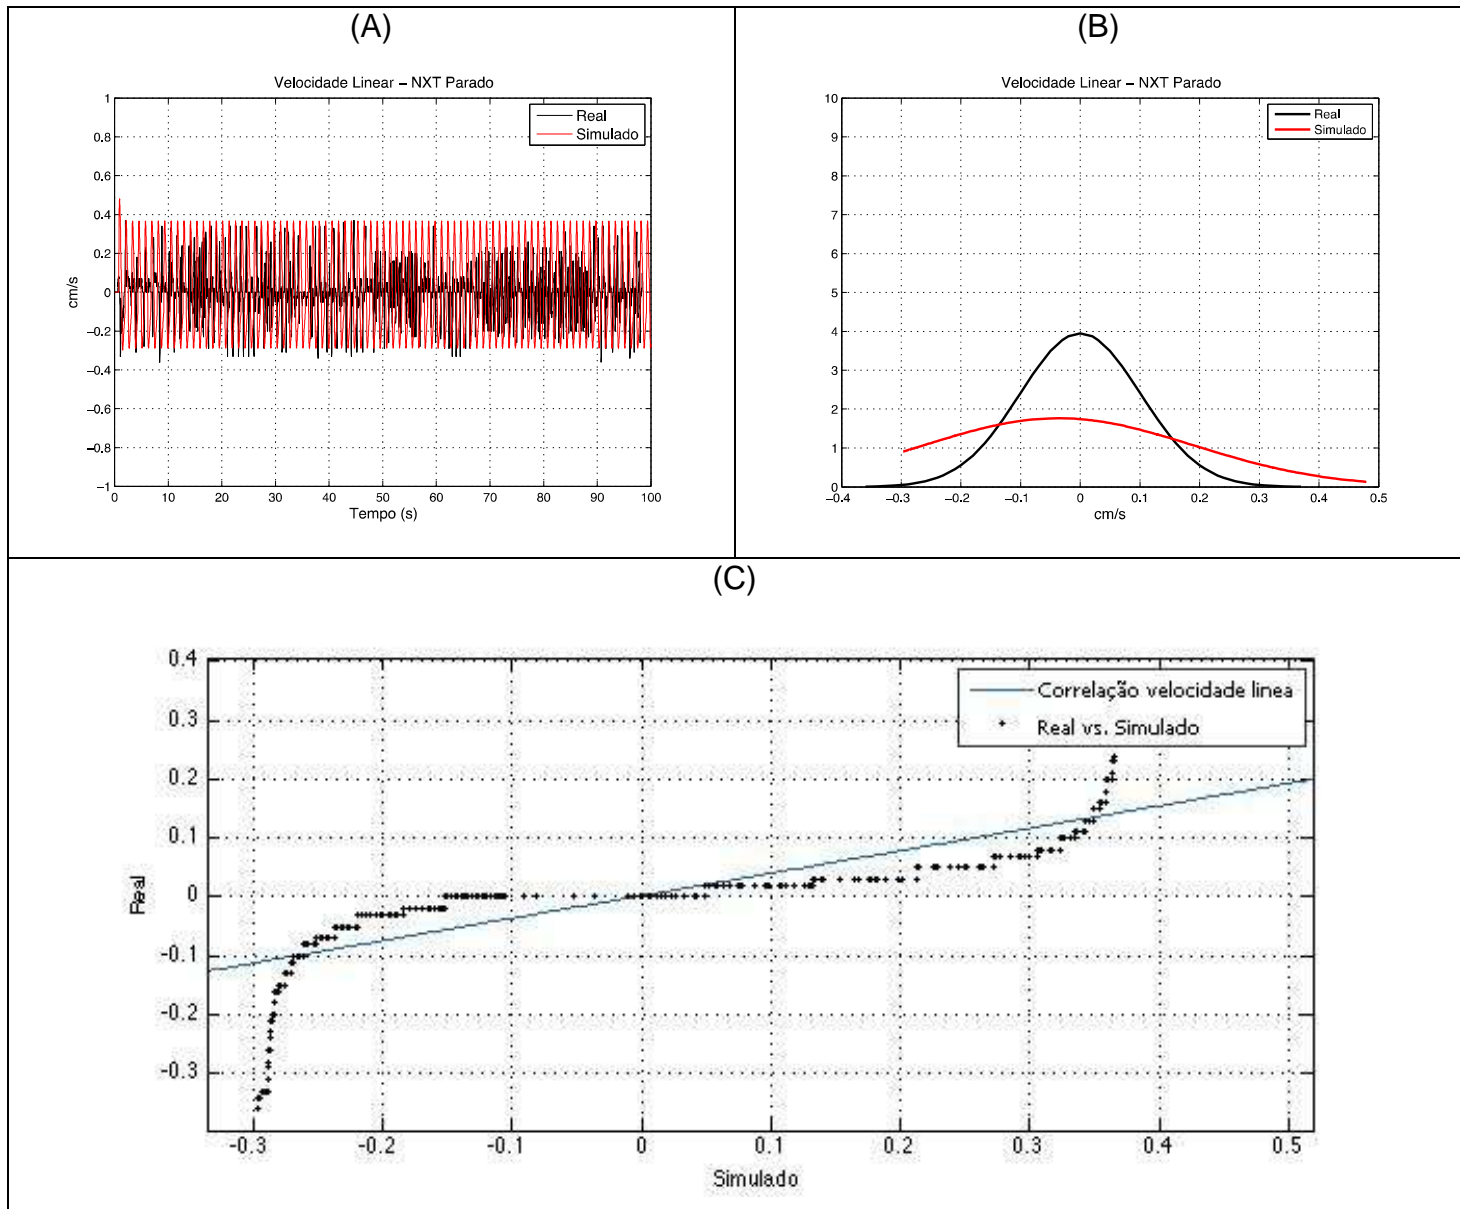 (A)
Velocidade Linear – NXT Parado
Real
Simulado
1
0.8
0.6
0.4
0.2
0
−0.2
−0.4
−0.6
−0.8
−1
cm/s
0 10 20 30 40 50 60 70 80 90 100
Tempo (s)
(B)
Velocidade Linear – NXT Parado
Real
Simulado
10
9
8
7
6
5
4
3
2
1
0
−0.4 −0.3 −0.2 −0.1 0 0.1 0.2 0.3 0.4 0.5
cm/s
(C)
Correlação velocidade linea
Real vs. Simulado
0.4
0.3
0.2
0.1
0
-0.1
-0.2
-0.3
Real
-0.3 -0.2 -0.1 0 0.1 0.2 0.3 0.4 0.5
Simulado